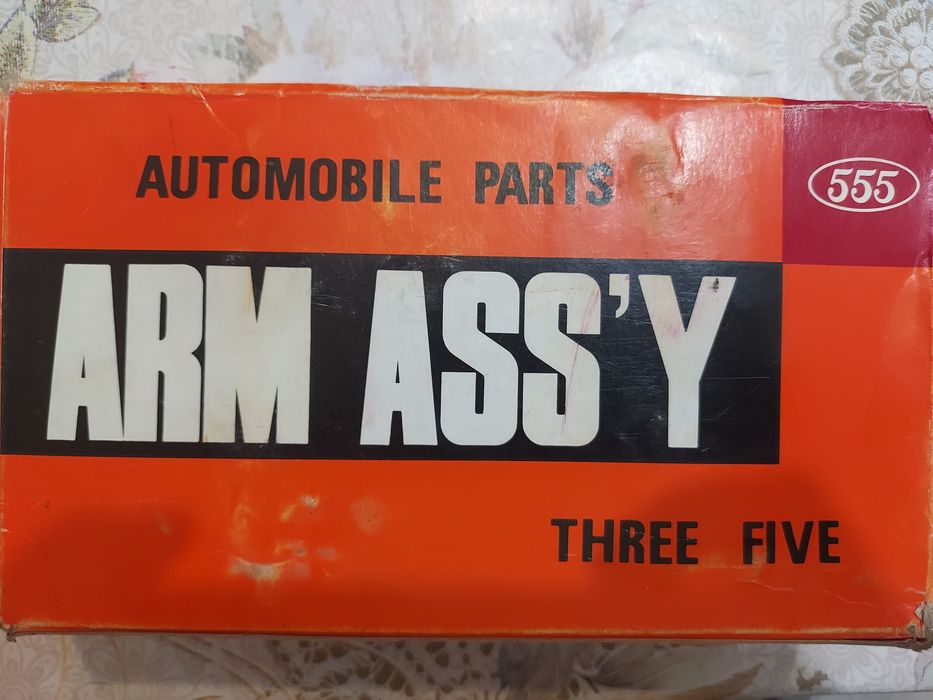 AUTOMOBILE PARTS
555
ARM ASS'Y
THREE FIVE